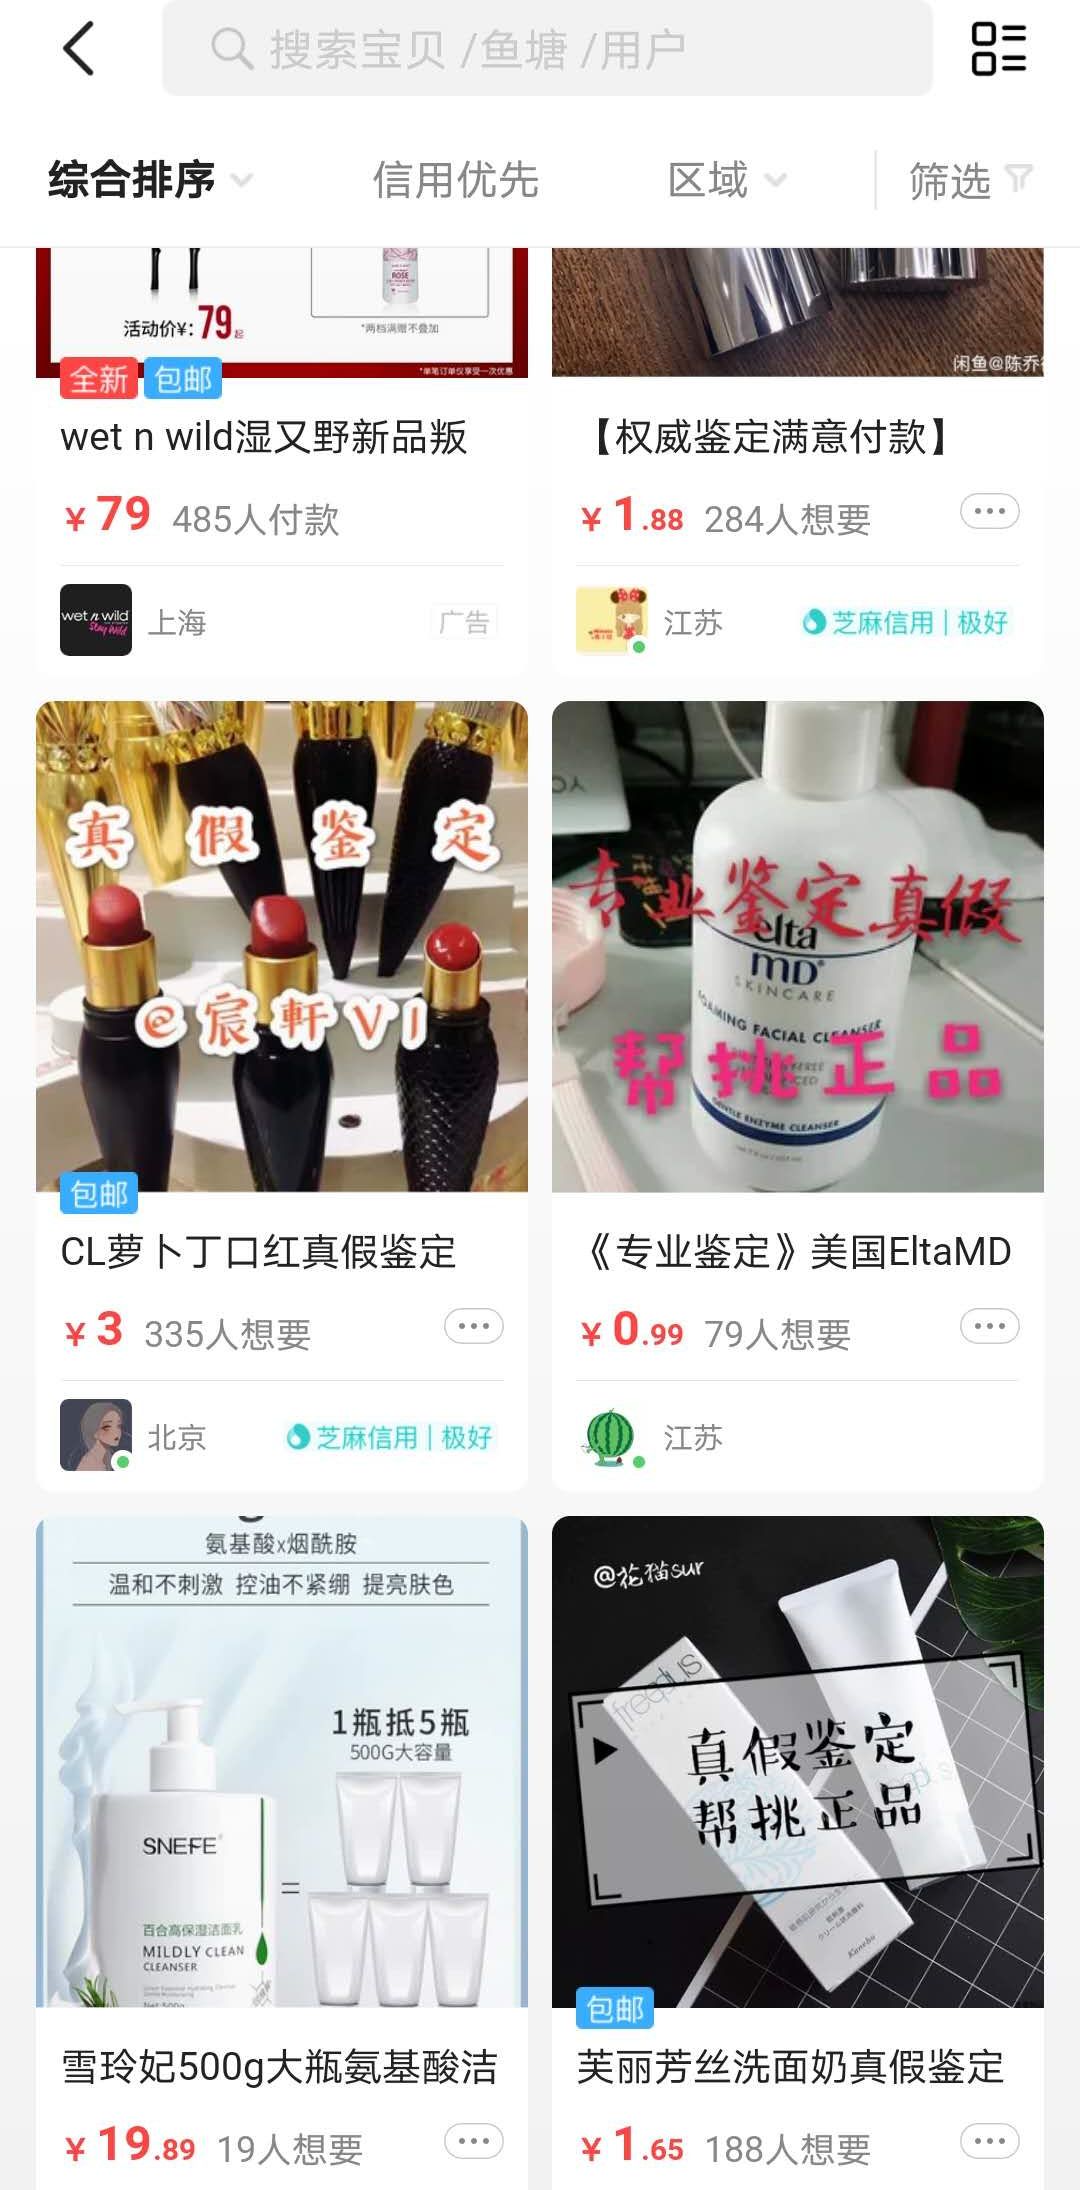 搜索宝贝 /鱼塘 /用户
综合排序 信用优先 区域 筛选
ROSE
活动价¥: 79起
*两档满赠不叠加
*单笔订单仅享受一次优惠
全新 包邮
wet n wild湿又野新品叛
¥ 79 485人付款
wet n wild
Stay Wild
上海 广告
闲鱼@陈乔
【权威鉴定满意付款】
¥ 1.88 284人想要
江苏 芝麻信用 | 极好
真假鉴定
@宸軒VI
包邮
CL萝卜丁口红真假鉴定
¥ 3 335人想要
北京 芝麻信用 | 极好
专业鉴定真假
elta
MD
SKINCARE
FOAMING FACIAL CLEANSER
帮挑正品
GENTLE ENZYME CLEANSER
《专业鉴定》美国EltaMD
¥ 0.99 79人想要
江苏
氨基酸x烟酰胺
温和不刺激 控油不紧绷 提亮肤色
1瓶抵5瓶
500G大容量
SNEFE
=
百合高保湿洁面乳
MILDLY CLEAN
CLEANSER
雪玲妃500g大瓶氨基酸洁
¥ 19.89 19人想要
@花猫sur
freeplus
真假鉴定
帮挑正品
Kanebo
包邮
芙丽芳丝洗面奶真假鉴定
¥ 1.65 188人想要